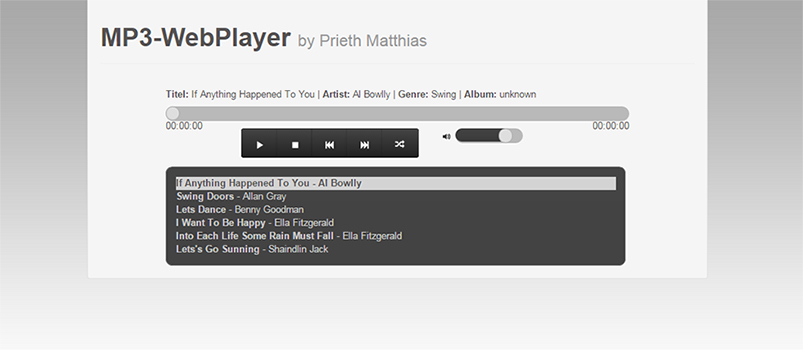 MP3-WebPlayer by Prieth Matthias
Titel: If Anything Happened To You | Artist: Al Bowlly | Genre: Swing | Album: unknown
00:00:00 00:00:00
If Anything Happened To You - Al Bowlly
Swing Doors - Allan Gray
Lets Dance - Benny Goodman
I Want To Be Happy - Ella Fitzgerald
Into Each Life Some Rain Must Fall - Ella Fitzgerald
Lets's Go Sunning - Shaindlin Jack